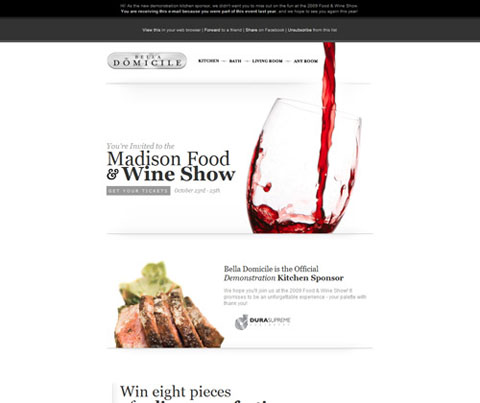 Hi! As the new demonstration kitchen sponsor, we didn't want you to miss out on the fun at the 2009 Food & Wine Show.
You are receiving this e-mail because you were part of this event last year, and we hope to see you again this year!
View this in your web browser | Forward to a friend | Share on Facebook | Unsubscribe from this list
BELLA
DOMICILE
KITCHEN — BATH — LIVING ROOM — ANY ROOM
You're Invited to the
Madison Food
& Wine Show
GET YOUR TICKETS October 23rd - 25th
Bella Domicile is the Official
Demonstration Kitchen Sponsor
We hope you'll join us at the 2009 Food & Wine Show! It
promises to be an unforgettable experience - your palette with
thank you!
DURASUPREME
Win eight pieces